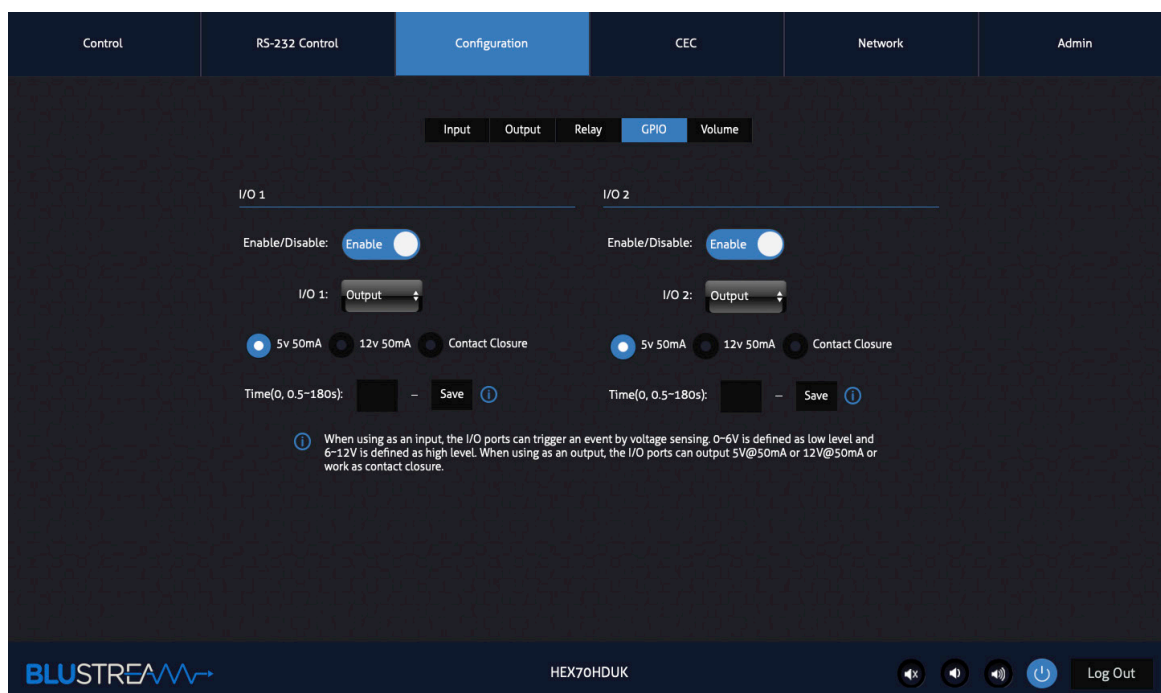 Control RS-232 Control Configuration CEC Network Admin
Input Output Relay GPIO Volume
I/O 1
Enable/Disable: Enable
I/O 1: Output
5v 50mA 12v 50mA Contact Closure
Time(0, 0.5~180s): – Save
I/O 2
Enable/Disable: Enable
I/O 2: Output
5v 50mA 12v 50mA Contact Closure
Time(0, 0.5~180s): – Save
When using as an input, the I/O ports can trigger an event by voltage sensing. 0~6V is defined as low level and
6~12V is defined as high level. When using as an output, the I/O ports can output 5V@50mA or 12V@50mA or
work as contact closure.
BLUSTREAM HEX70HDUK Log Out